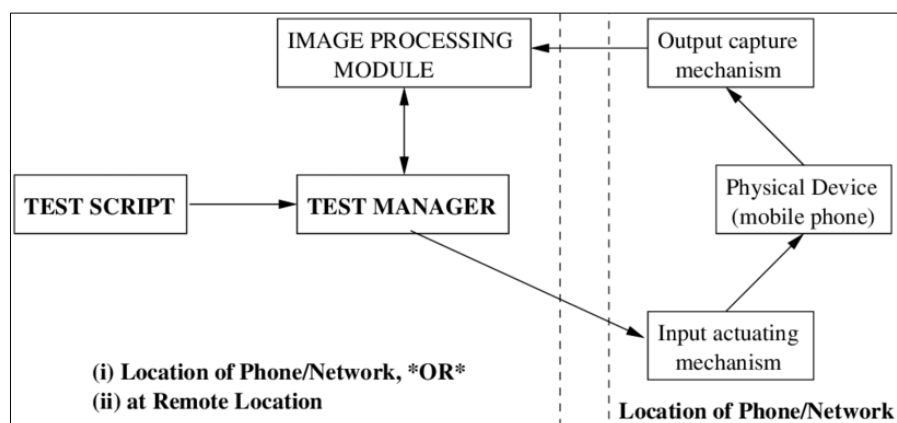 IMAGE PROCESSING
MODULE
Output capture
mechanism
TEST SCRIPT
TEST MANAGER
Physical Device
(mobile phone)
Input actuating
mechanism
(i) Location of Phone/Network, *OR*
(ii) at Remote Location
Location of Phone/Network